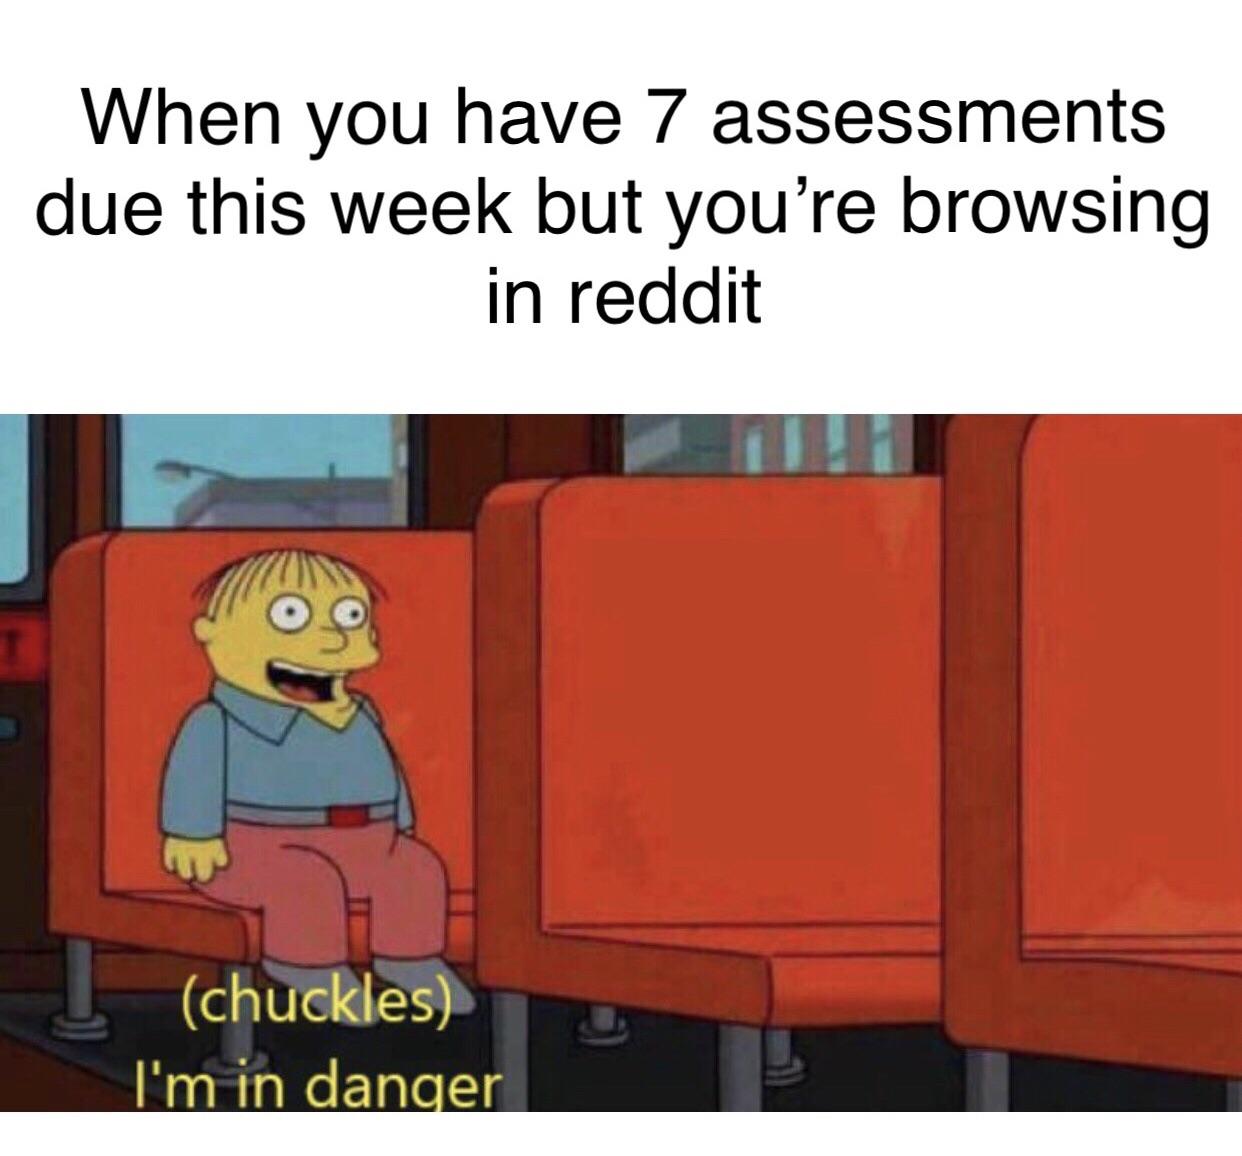 When you have 7 assessments
due this week but you’re browsing
in reddit
T
(chuckles)
I'm in danger